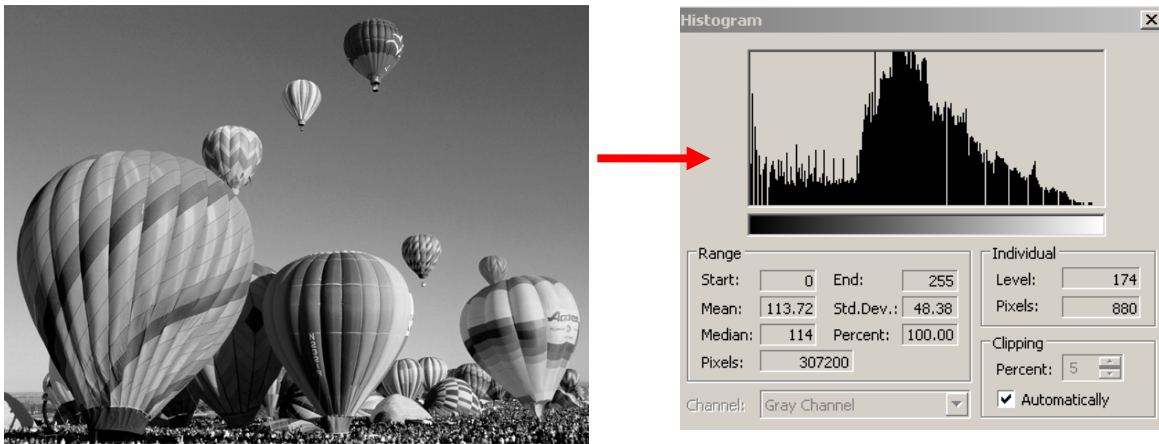 Histogram
Range
Start: 0 End: 255
Mean: 113.72 Std.Dev.: 48.38
Median: 114 Percent: 100.00
Pixels: 307200
Individual
Level: 174
Pixels: 880
Clipping
Percent: 5
Automatically
Channel: Gray Channel